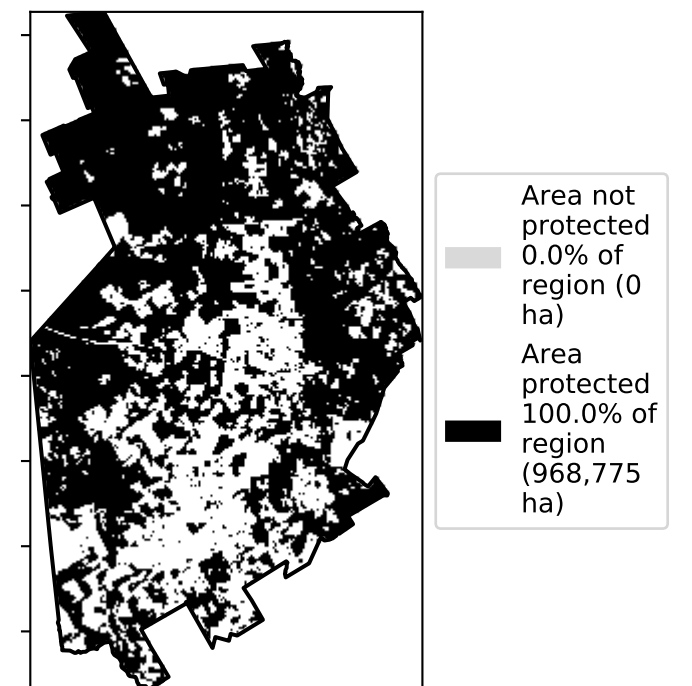 Area not
protected
0.0% of
region (0
ha)
Area
protected
100.0% of
region
(968,775
ha)